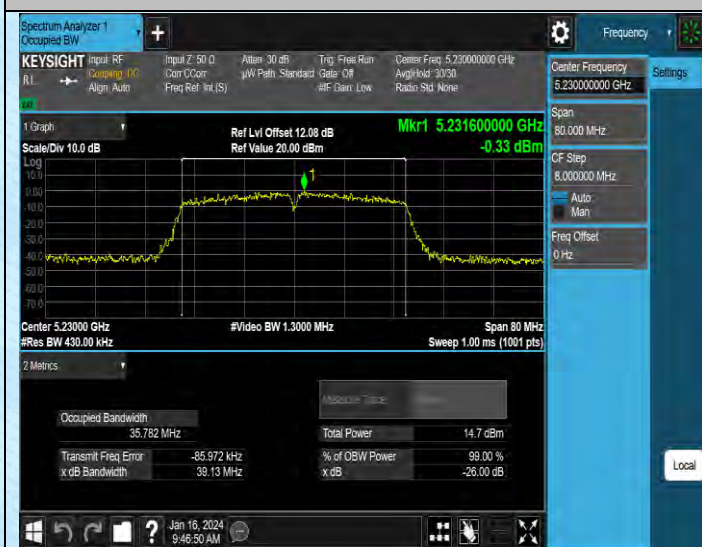 Spectrum Analyzer 1
Occupied BW
+
Frequency
KEYSIGHT
Input: RF
Coupling: DC
Align: Auto
Input Z: 50 Ω
Corr CCorr
Freq Ref: Int (S)
Atten: 30 dB
µW Path: Standard
Trig: Free Run
Gate: Off
#IF Gain: Low
Center Freq: 5.230000000 GHz
Avg|Hold: 30/30
Radio Std: None
Center Frequency
5.230000000 GHz
Settings
Span
80.000 MHz
CF Step
8.000000 MHz
Auto
Man
Freq Offset
0 Hz
1 Graph
Scale/Div 10.0 dB
Ref Lvl Offset 12.08 dB
Ref Value 20.00 dBm
Mkr1 5.231600000 GHz
-0.33 dBm
Log
10.0
0.00
-10.0
-20.0
-30.0
-40.0
-50.0
-60.0
-70.0
1
Center 5.23000 GHz
#Res BW 430.00 kHz
#Video BW 1.3000 MHz
Span 80 MHz
Sweep 1.00 ms (1001 pts)
2 Metrics
Measure Trace
Occupied Bandwidth
35.782 MHz
Total Power 14.7 dBm
Transmit Freq Error -85.972 kHz
% of OBW Power 99.00 %
x dB Bandwidth 39.13 MHz
x dB -26.00 dB
Local
?
Jan 16, 2024
9:46:50 AM